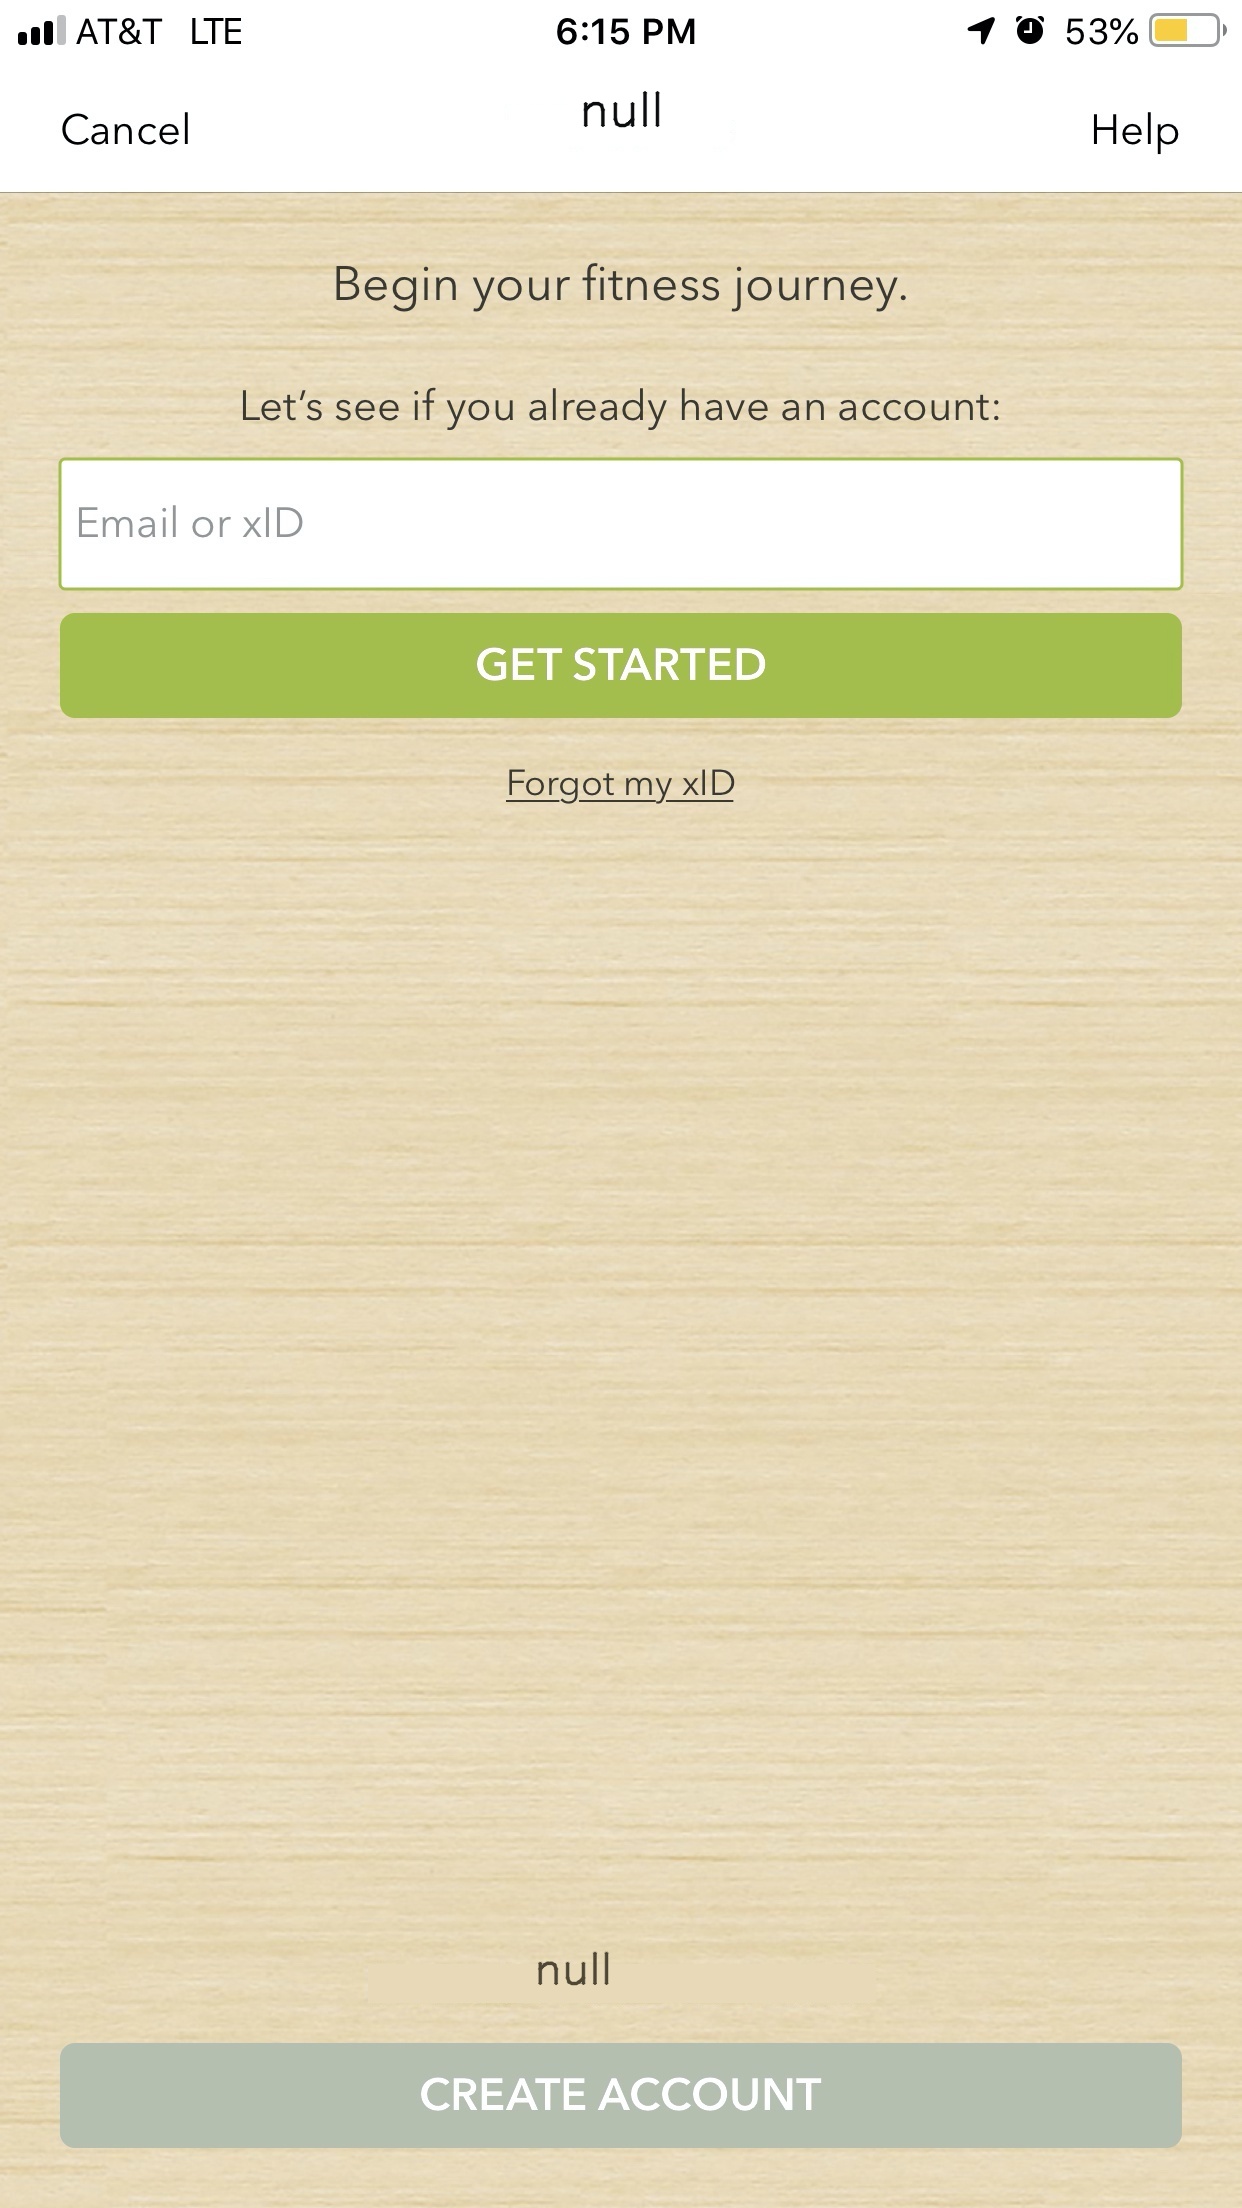 AT&T LTE 6:15 PM 53%
Cancel null Help
Begin your fitness journey.
Let’s see if you already have an account:
Email or xID
GET STARTED
Forgot my xID
null
CREATE ACCOUNT